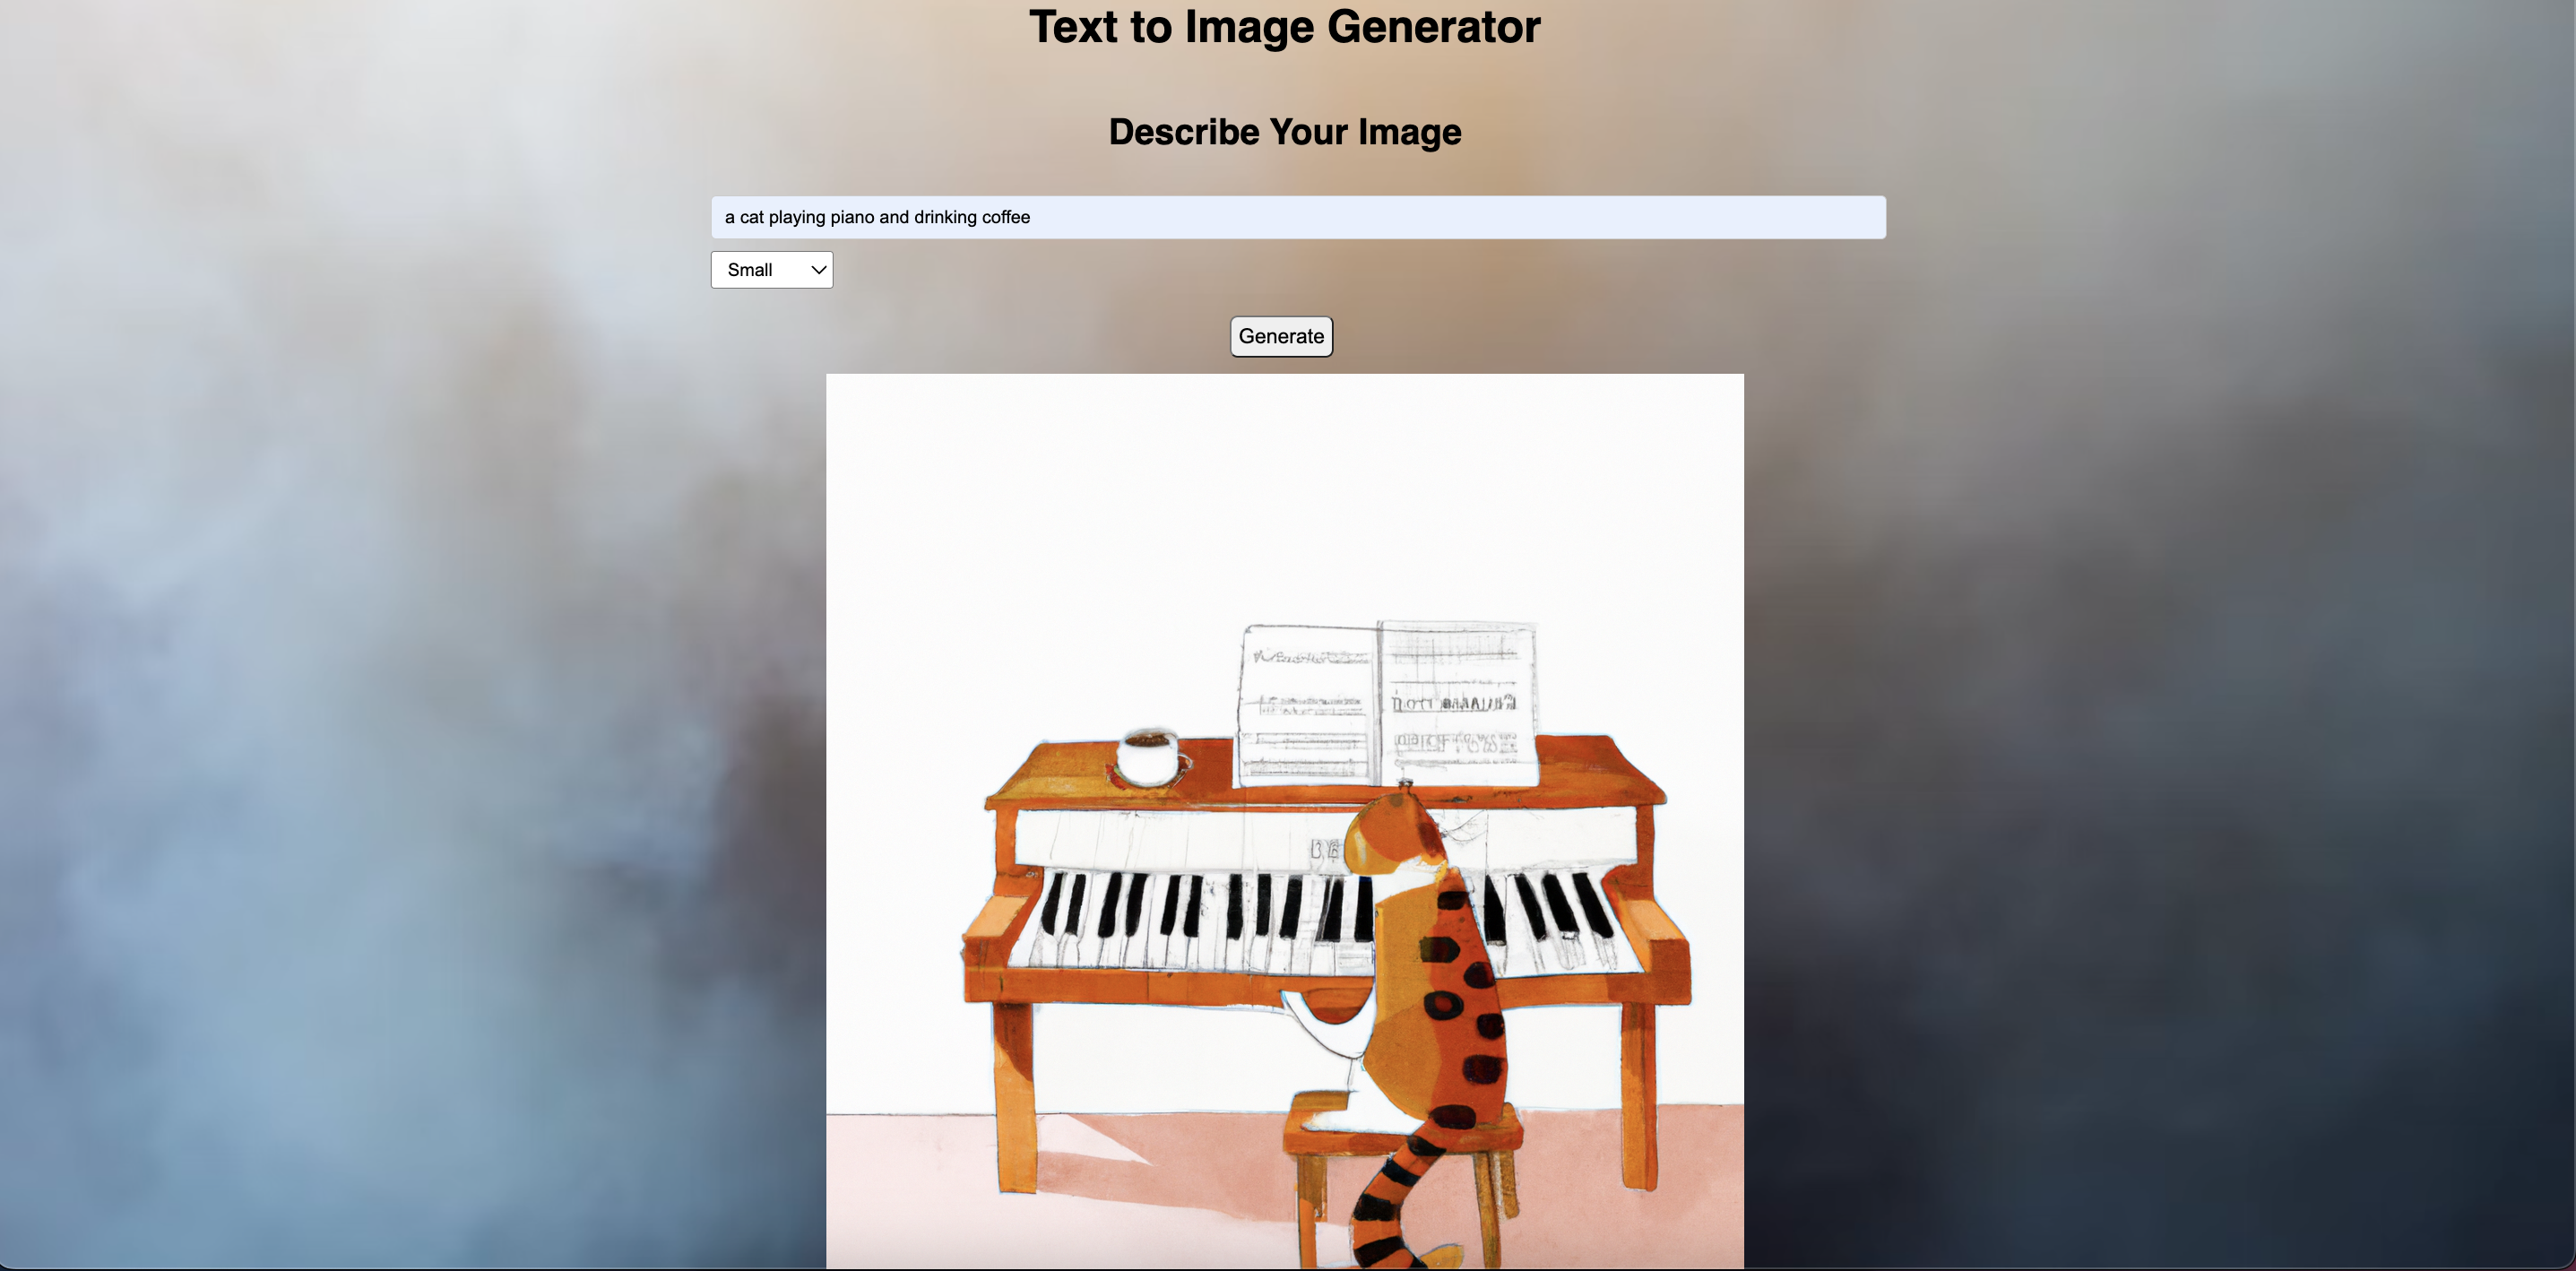 Text to Image Generator
Describe Your Image
a cat playing piano and drinking coffee
Small
Generate